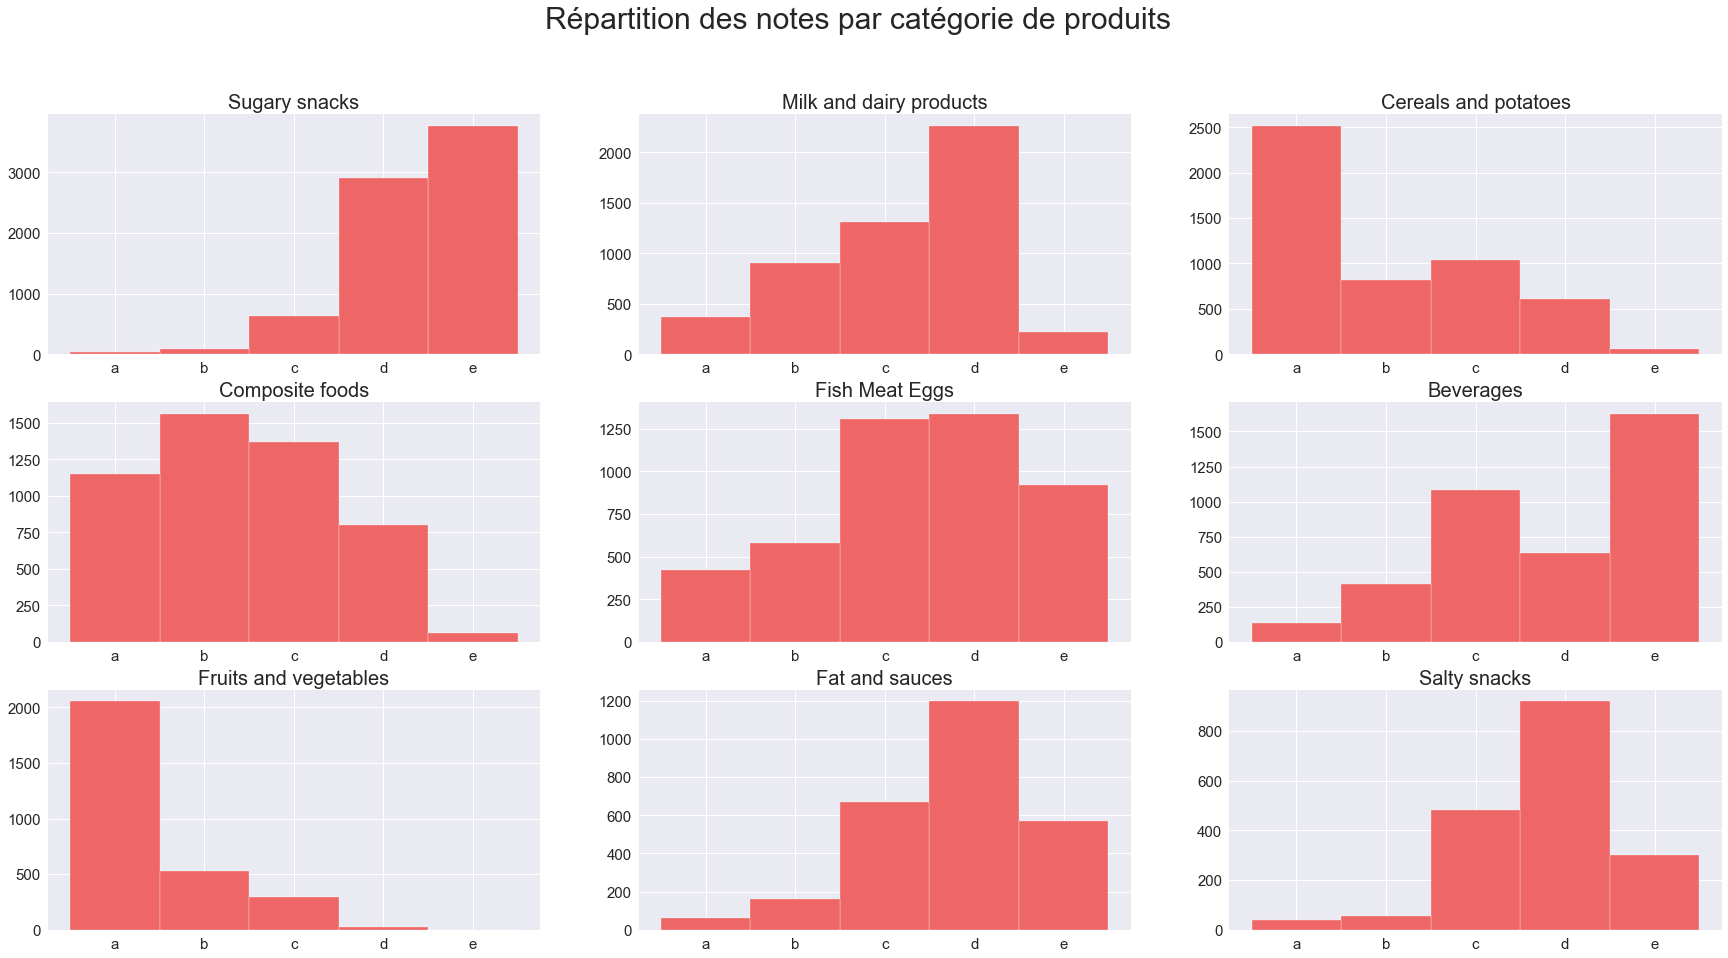 Répartition des notes par catégorie de produits
Sugary snacks
3000
2000
1000
0
a b c d e
Milk and dairy products
2000
1500
1000
500
0
a b c d e
Cereals and potatoes
2500
2000
1500
1000
500
0
a b c d e
Composite foods
1500
1250
1000
750
500
250
0
a b c d e
Fish Meat Eggs
1250
1000
750
500
250
0
a b c d e
Beverages
1500
1250
1000
750
500
250
0
a b c d e
Fruits and vegetables
2000
1500
1000
500
0
a b c d e
Fat and sauces
1200
1000
800
600
400
200
0
a b c d e
Salty snacks
800
600
400
200
0
a b c d e